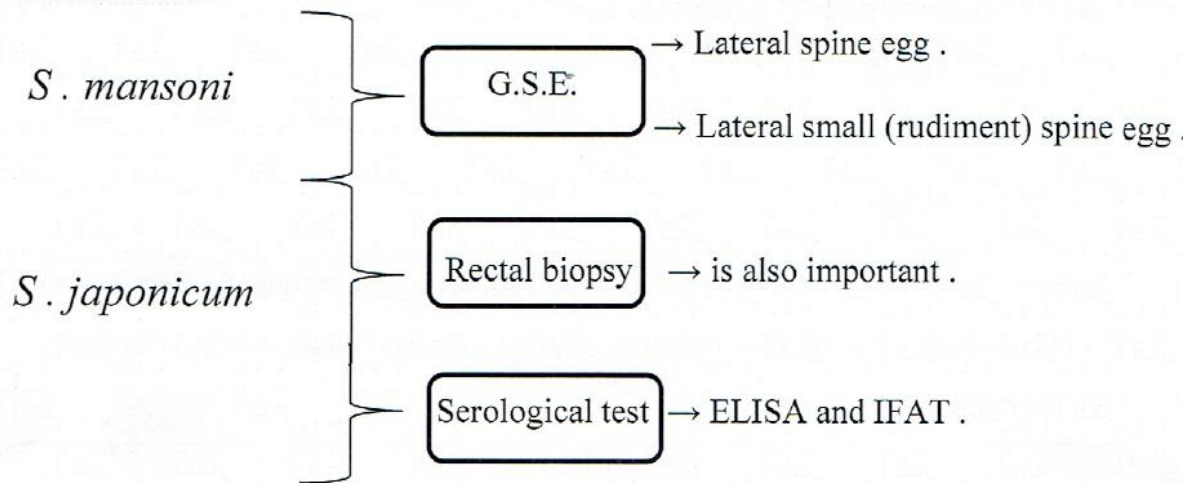 S . mansoni
G.S.E.
→ Lateral spine egg .
→ Lateral small (rudiment) spine egg .
S . japonicum
Rectal biopsy → is also important .
Serological test → ELISA and IFAT .